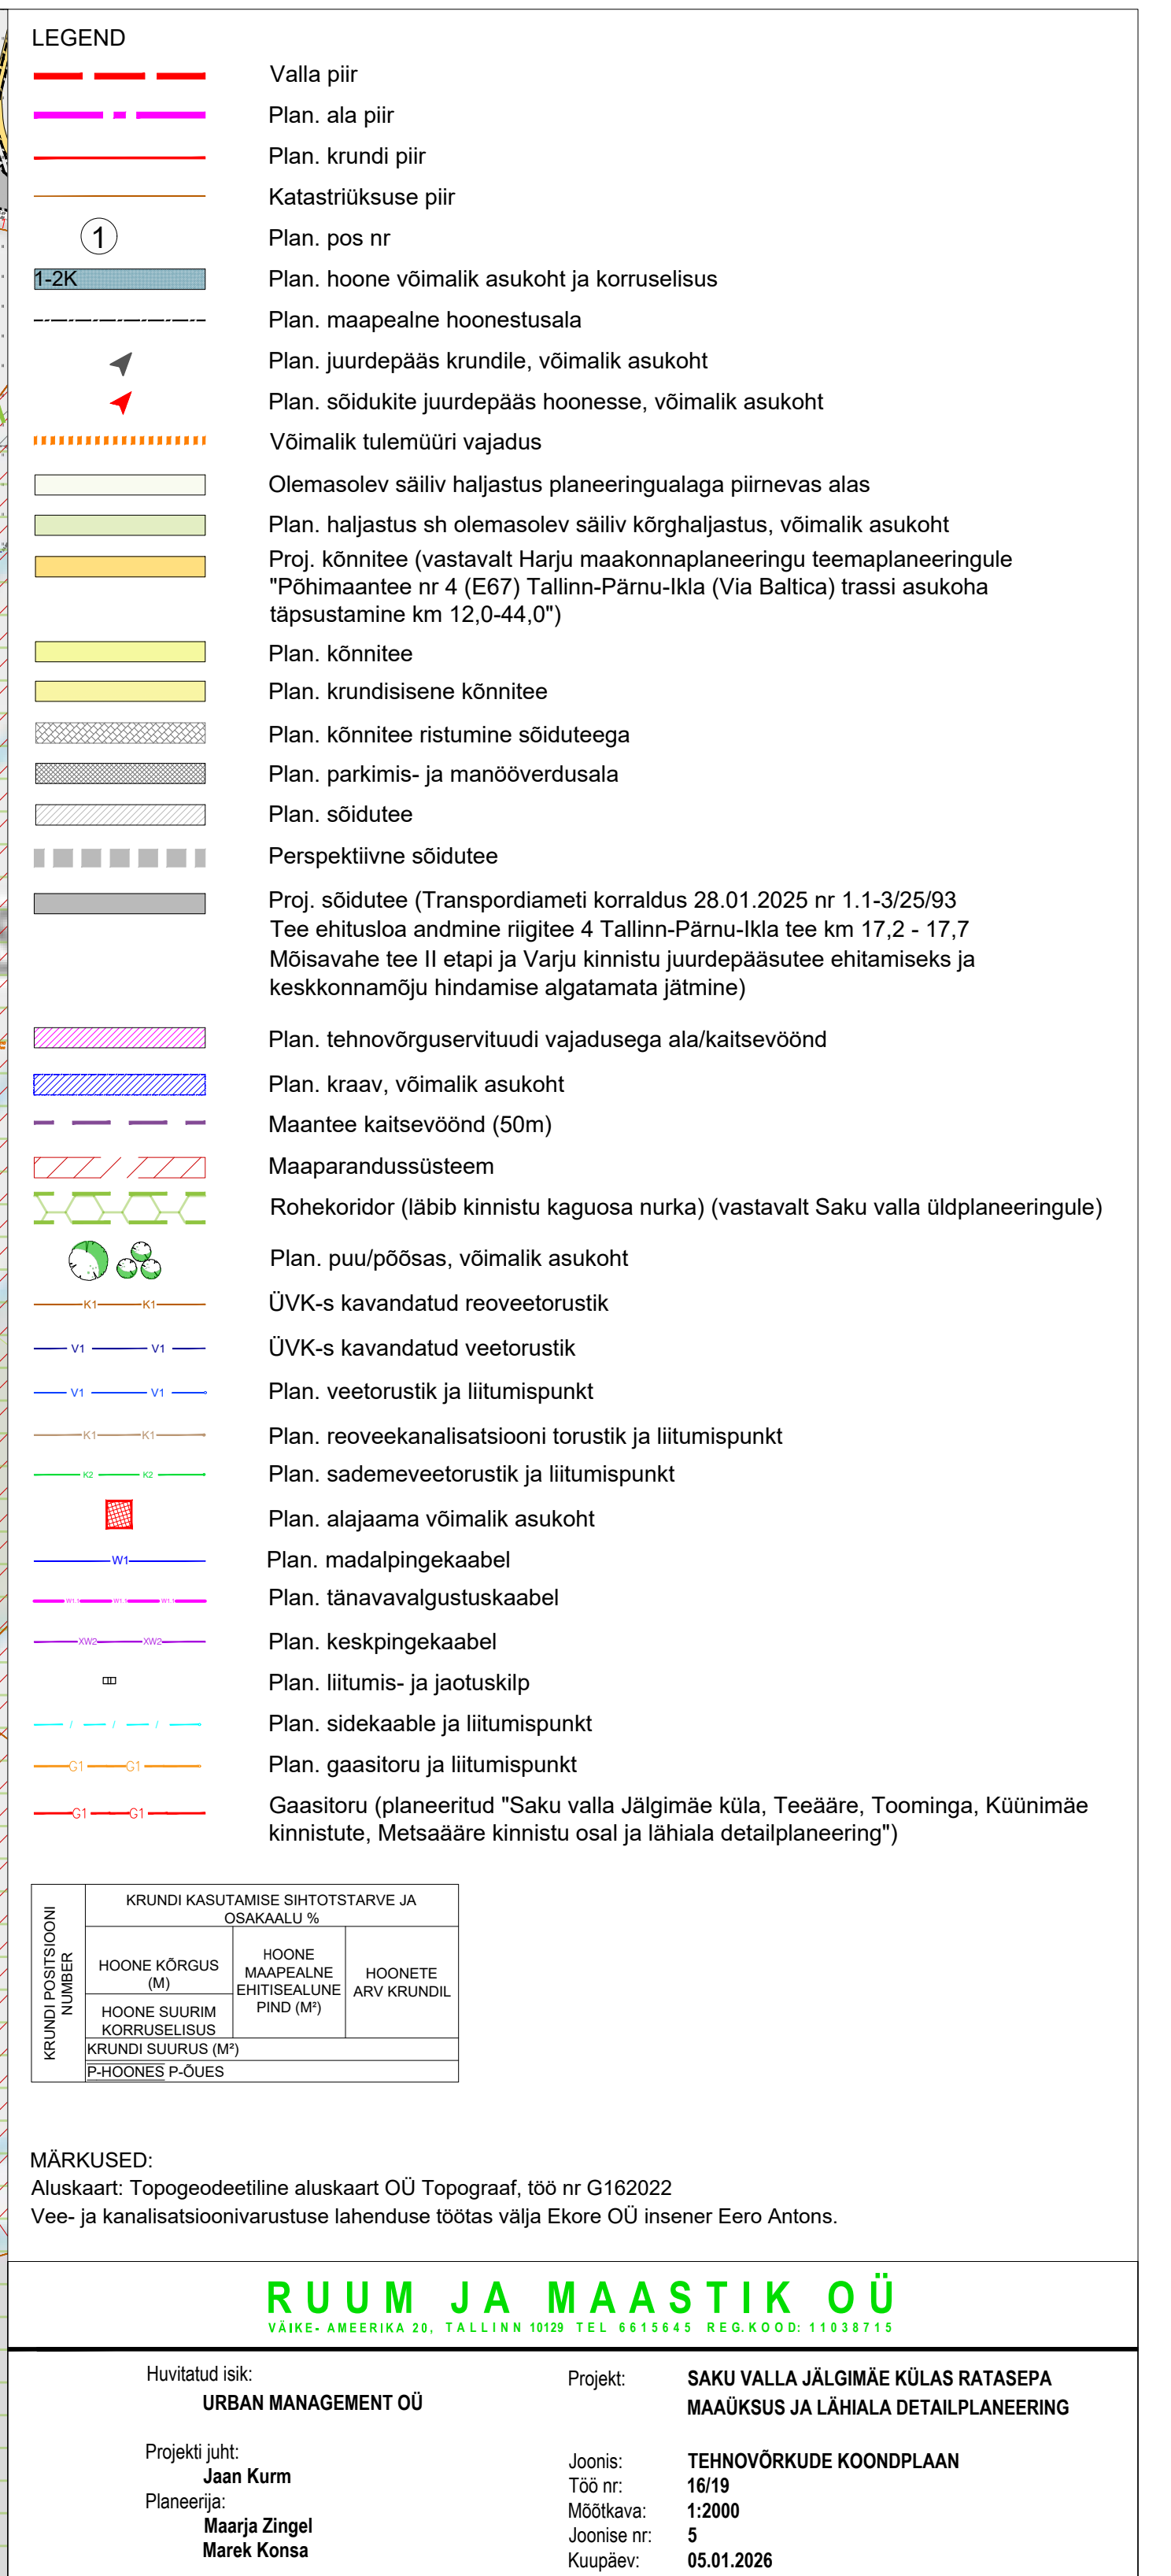 LEGEND
Valla piir
Plan. ala piir
Plan. krundi piir
Katastriüksuse piir
1
Plan. pos nr
1-2K
Plan. hoone võimalik asukoht ja korruselisus
Plan. maapealne hoonestusala
Plan. juurdepääs krundile, võimalik asukoht
Plan. sõidukite juurdepääs hoonesse, võimalik asukoht
Võimalik tulemüüri vajadus
Olemasolev säiliv haljastus planeeringualaga piirnevas alas
Plan. haljastus sh olemasolev säiliv kõrghaljastus, võimalik asukoht
Proj. kõnnitee (vastavalt Harju maakonnaplaneeringu teemaplaneeringule
"Põhimaantee nr 4 (E67) Tallinn-Pärnu-Ikla (Via Baltica) trassi asukoha
täpsustamine km 12,0-44,0")
Plan. kõnnitee
Plan. krundisisene kõnnitee
Plan. kõnnitee ristumine sõiduteega
Plan. parkimis- ja manööverdusala
Plan. sõidutee
Perspektiivne sõidutee
Proj. sõidutee (Transpordiameti korraldus 28.01.2025 nr 1.1-3/25/93
Tee ehitusloa andmine riigitee 4 Tallinn-Pärnu-Ikla tee km 17,2 - 17,7
Mõisavahe tee II etapi ja Varju kinnistu juurdepääsutee ehitamiseks ja
keskkonnamõju hindamise algatamata jätmine)
Plan. tehnovõrguservituudi vajadusega ala/kaitsevöönd
Plan. kraav, võimalik asukoht
Maantee kaitsevöönd (50m)
Maaparandussüsteem
Rohekoridor (läbib kinnistu kaguosa nurka) (vastavalt Saku valla üldplaneeringule)
Plan. puu/põõsas, võimalik asukoht
K1 K1
ÜVK-s kavandatud reoveetorustik
V1 V1
ÜVK-s kavandatud veetorustik
V1 V1
Plan. veetorustik ja liitumispunkt
K1 K1
Plan. reoveekanalisatsiooni torustik ja liitumispunkt
K2 K2
Plan. sademeveetorustik ja liitumispunkt
Plan. alajaama võimalik asukoht
W1
Plan. madalpingekaabel
W1.1 W1.1 W1.1
Plan. tänavavalgustuskaabel
XW2 XW2
Plan. keskpingekaabel
Plan. liitumis- ja jaotuskilp
Plan. sidekaable ja liitumispunkt
G1 G1
Plan. gaasitoru ja liitumispunkt
G1 G1
Gaasitoru (planeeritud "Saku valla Jälgimäe küla, Teeääre, Toominga, Küünimäe
kinnistute, Metsaääre kinnistu osal ja lähiala detailplaneering")
KRUNDI POSITSIOONI
NUMBER
KRUNDI KASUTAMISE SIHTOTSTARVE JA
OSAKAALU %
HOONE KÕRGUS
(M)
HOONE SUURIM
KORRUSELISUS
HOONE
MAAPEALNE
EHITISEALUNE
PIND (M²)
HOONETE
ARV KRUNDIL
KRUNDI SUURUS (M²)
P-HOONES P-ÕUES
MÄRKUSED:
Aluskaart: Topogeodeetiline aluskaart OÜ Topograaf, töö nr G162022
Vee- ja kanalisatsioonivarustuse lahenduse töötas välja Ekore OÜ insener Eero Antons.
RUUM JA MAASTIK OÜ
VÄIKE- AMEERIKA 20, TALLINN 10129 TEL 6615645 REG.KOOD: 11038715
Huvitatud isik:
URBAN MANAGEMENT OÜ
Projekti juht:
Jaan Kurm
Planeerija:
Maarja Zingel
Marek Konsa
Projekt: SAKU VALLA JÄLGIMÄE KÜLAS RATASEPA
MAAÜKSUS JA LÄHIALA DETAILPLANEERING
Joonis: TEHNOVÕRKUDE KOONDPLAAN
Töö nr: 16/19
Mõõtkava: 1:2000
Joonise nr: 5
Kuupäev: 05.01.2026